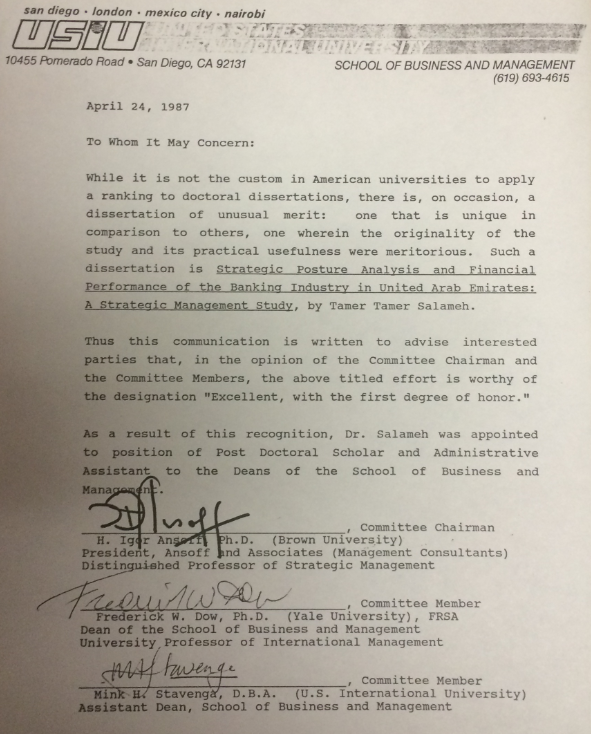 san diego • london • mexico city • nairobi
USIU UNITED STATES
INTERNATIONAL UNIVERSITY
10455 Pomerado Road • San Diego, CA 92131
SCHOOL OF BUSINESS AND MANAGEMENT
(619) 693-4615
April 24, 1987
To Whom It May Concern:
While it is not the custom in American universities to apply
a ranking to doctoral dissertations, there is, on occasion, a
dissertation of unusual merit: one that is unique in
comparison to others, one wherein the originality of the
study and its practical usefulness were meritorious. Such a
dissertation is Strategic Posture Analysis and Financial
Performance of the Banking Industry in United Arab Emirates:
A Strategic Management Study, by Tamer Tamer Salameh.
Thus this communication is written to advise interested
parties that, in the opinion of the Committee Chairman and
the Committee Members, the above titled effort is worthy of
the designation "Excellent, with the first degree of honor."
As a result of this recognition, Dr. Salameh was appointed
to position of Post Doctoral Scholar and Administrative
Assistant to the Deans of the School of Business and
Management.
, Committee Chairman
H. Igor Ansoff, Ph.D. (Brown University)
President, Ansoff and Associates (Management Consultants)
Distinguished Professor of Strategic Management
Frederick W. Dow, Committee Member
Frederick W. Dow, Ph.D. (Yale University), FRSA
Dean of the School of Business and Management
University Professor of International Management
, Committee Member
Mink H. Stavenga, D.B.A. (U.S. International University)
Assistant Dean, School of Business and Management